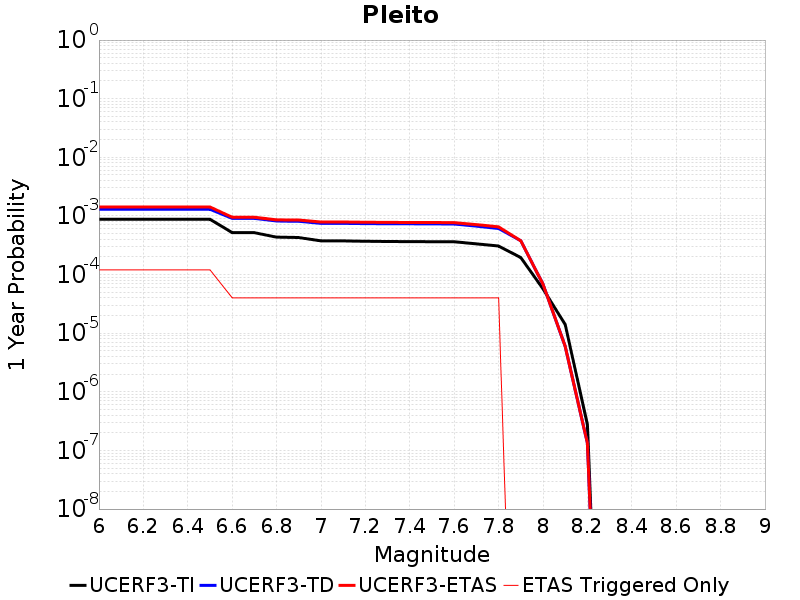 Pleito
10^0
10^-1
10^-2
10^-3
10^-4
10^-5
10^-6
10^-7
10^-8
1 Year Probability
6 6.2 6.4 6.6 6.8 7 7.2 7.4 7.6 7.8 8 8.2 8.4 8.6 8.8 9
Magnitude
UCERF3-TI UCERF3-TD UCERF3-ETAS ETAS Triggered Only